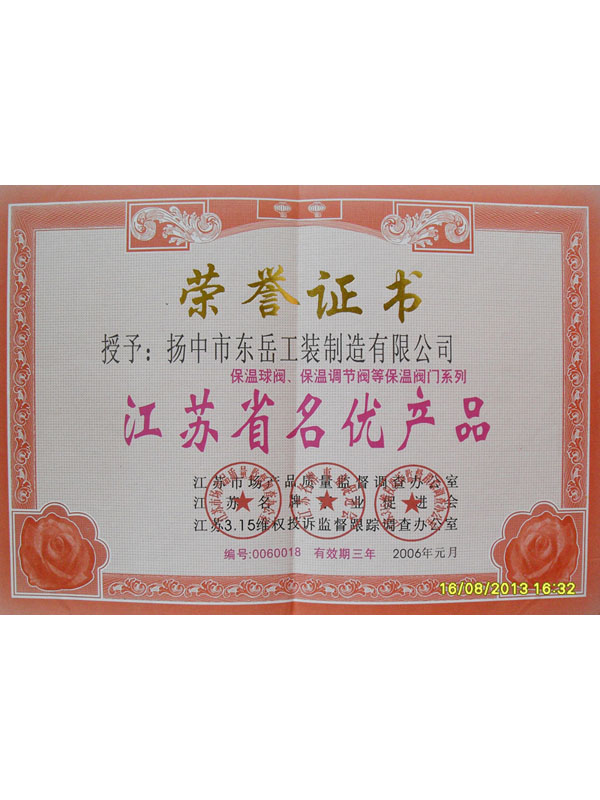 荣誉证书
授予：扬中市东岳工装制造有限公司
保温球阀、保温调节阀等保温阀门系列
江苏省名优产品
江苏市场产品质量监督调查办公室
江苏名牌事业促进会
江苏3.15维权投诉监督跟踪调查办公室
编号:0060018 有效期三年 2006年元月
16/08/2013 16:32